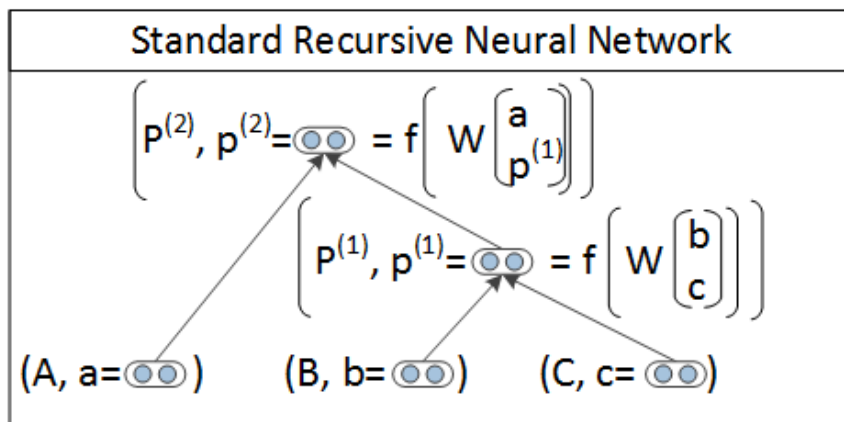 Standard Recursive Neural Network
(P⁽²⁾, p⁽²⁾= = f(W(a p⁽¹⁾)))
(P⁽¹⁾, p⁽¹⁾= = f(W(b c)))
(A, a= ) (B, b= ) (C, c= )